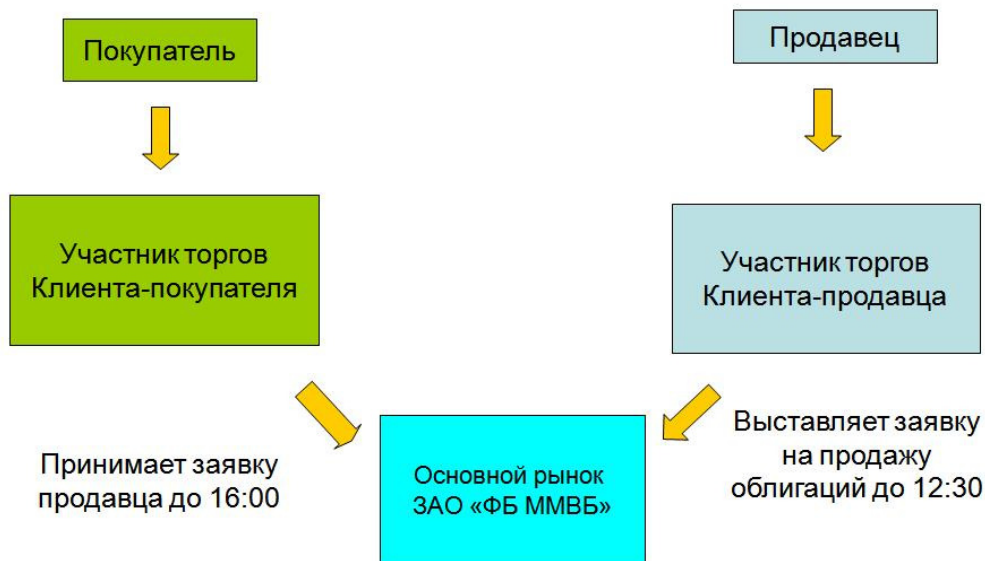 Покупатель
Продавец
Участник торгов
Клиента-покупателя
Участник торгов
Клиента-продавца
Принимает заявку
продавца до 16:00
Основной рынок
ЗАО «ФБ ММВБ»
Выставляет заявку
на продажу
облигаций до 12:30